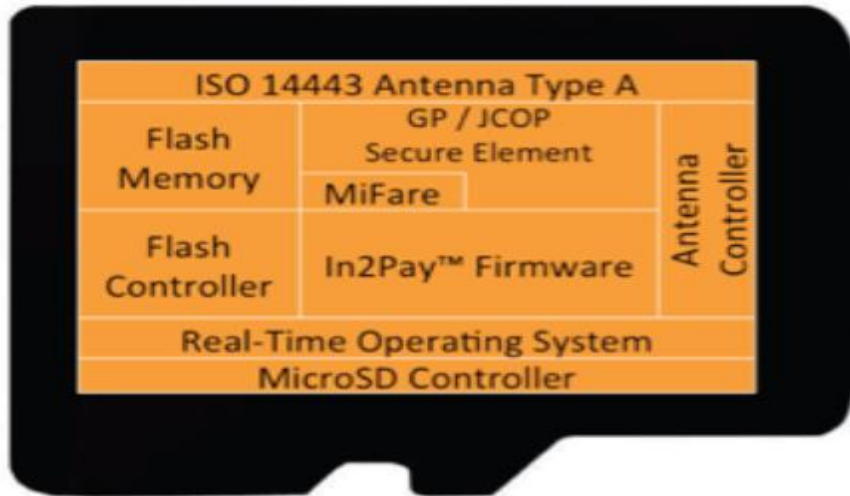 ISO 14443 Antenna Type A
Flash
Memory
GP / JCOP
Secure Element
MiFare
Antenna
Controller
Flash
Controller
In2Pay™ Firmware
Real-Time Operating System
MicroSD Controller